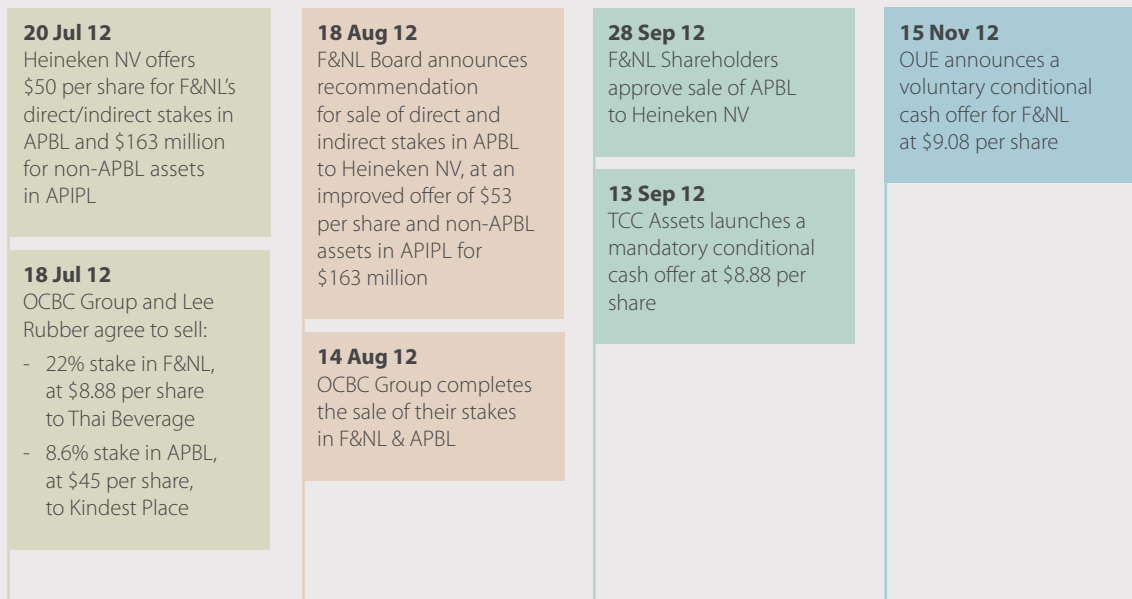 20 Jul 12
Heineken NV offers
$50 per share for F&NL’s
direct/indirect stakes in
APBL and $163 million
for non-APBL assets
in APIPL
18 Jul 12
OCBC Group and Lee
Rubber agree to sell:
- 22% stake in F&NL,
at $8.88 per share
to Thai Beverage
- 8.6% stake in APBL,
at $45 per share,
to Kindest Place
18 Aug 12
F&NL Board announces
recommendation
for sale of direct and
indirect stakes in APBL
to Heineken NV, at an
improved offer of $53
per share and non-APBL
assets in APIPL for
$163 million
14 Aug 12
OCBC Group completes
the sale of their stakes
in F&NL & APBL
28 Sep 12
F&NL Shareholders
approve sale of APBL
to Heineken NV
13 Sep 12
TCC Assets launches a
mandatory conditional
cash offer at $8.88 per
share
15 Nov 12
OUE announces a
voluntary conditional
cash offer for F&NL
at $9.08 per share